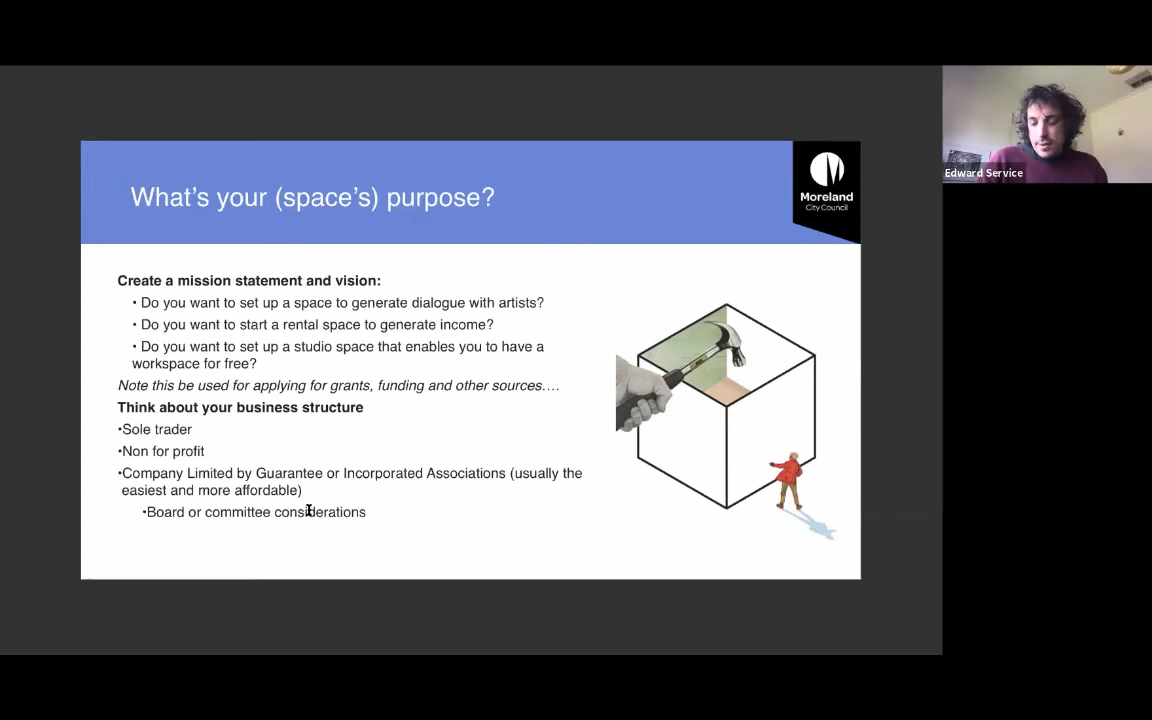 What's your (space's) purpose?
Moreland
City Council
Edward Service
Create a mission statement and vision:
• Do you want to set up a space to generate dialogue with artists?
• Do you want to start a rental space to generate income?
• Do you want to set up a studio space that enables you to have a
workspace for free?
Note this be used for applying for grants, funding and other sources….
Think about your business structure
•Sole trader
•Non for profit
•Company Limited by Guarantee or Incorporated Associations (usually the
easiest and more affordable)
•Board or committee considerations